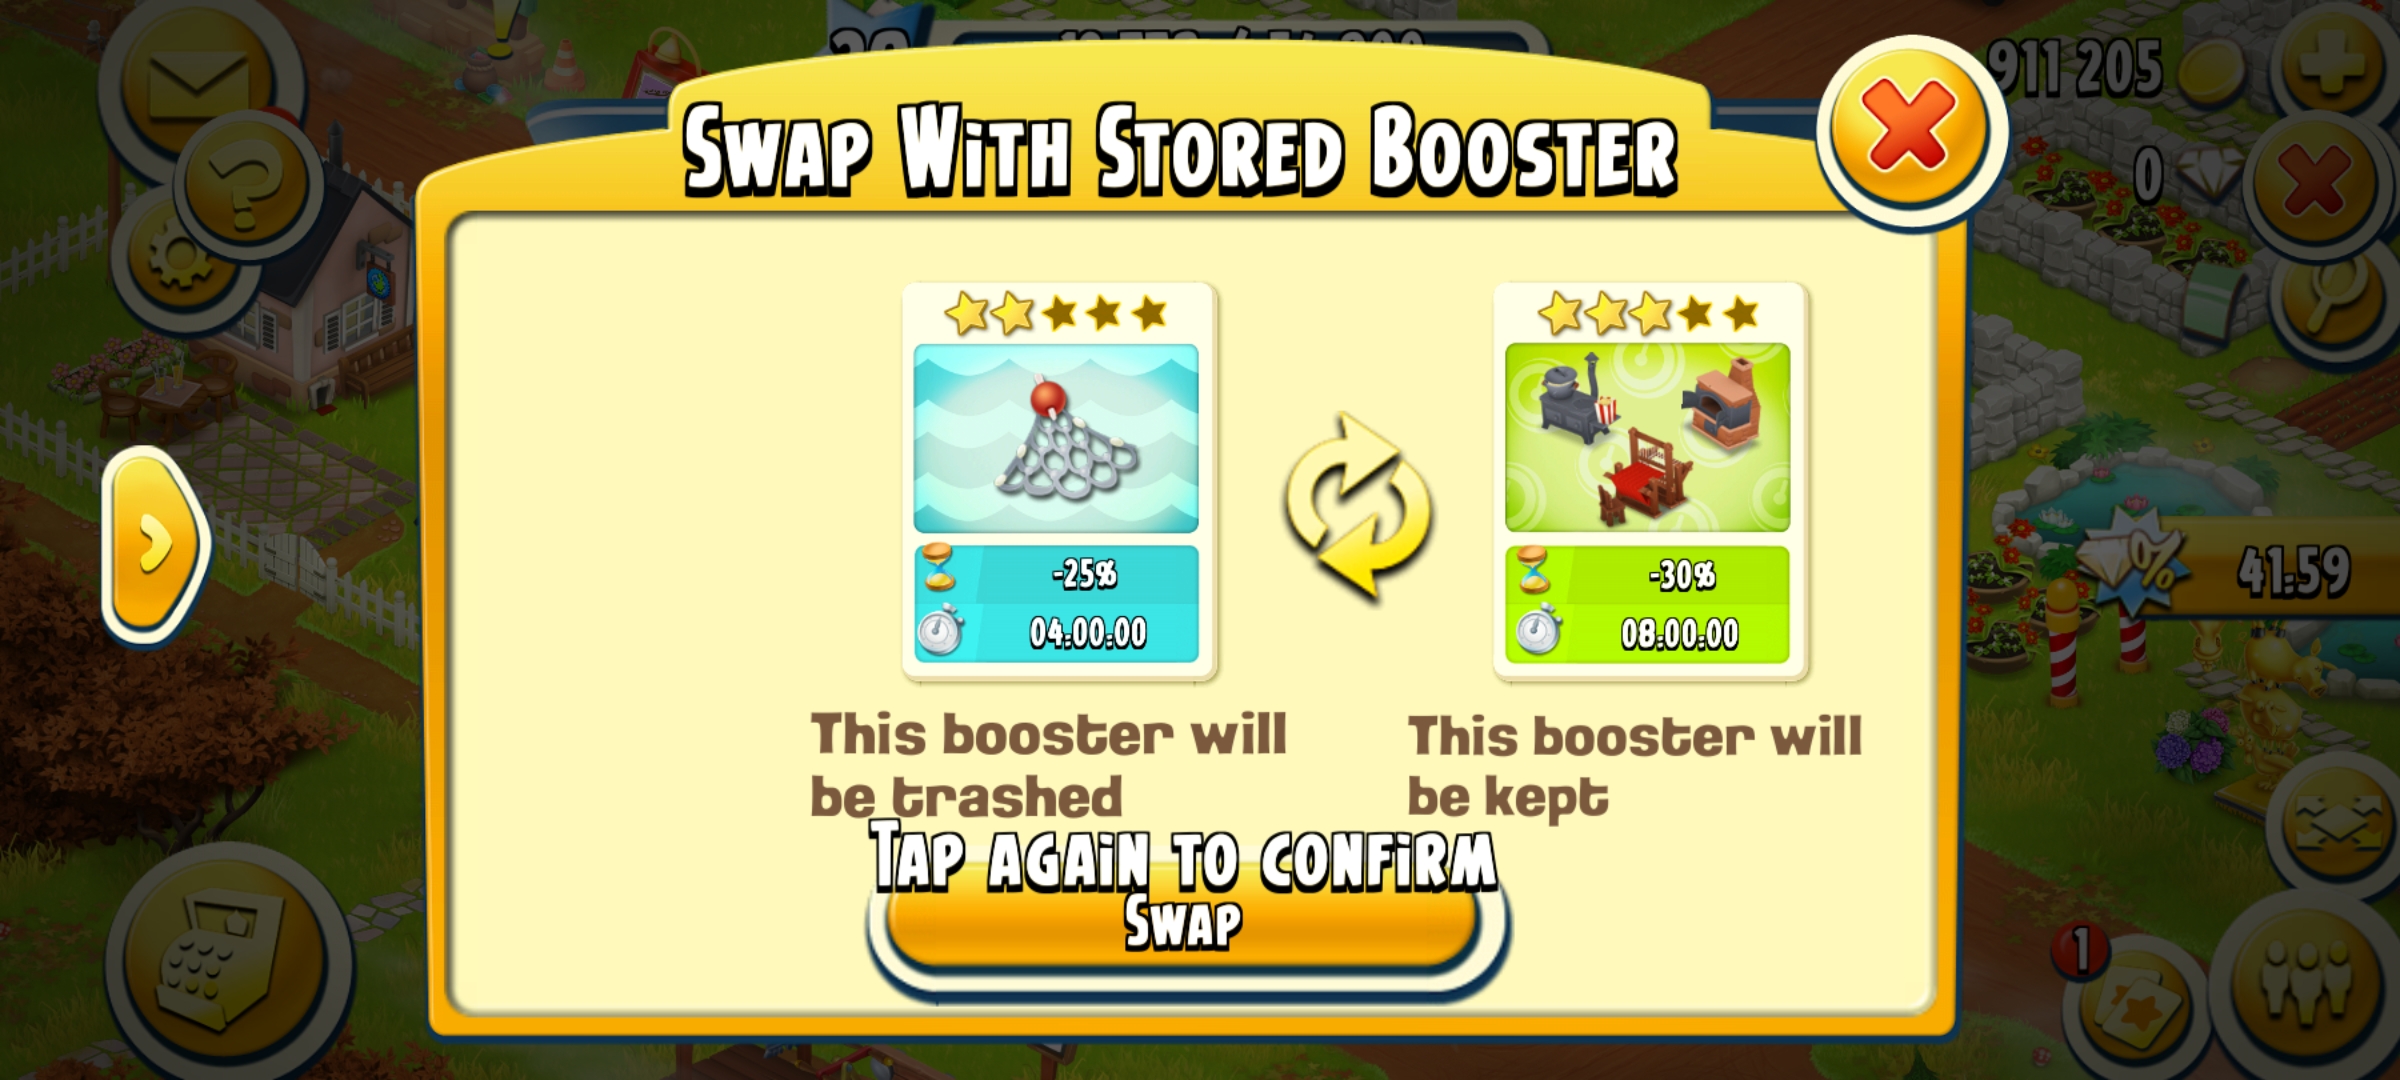 911 205
SWAP WiTH STORED BOOSTER
0
-25%
04:00:00
-30%
08:00:00
%
41:59
This booster will
be trashed
This booster will
be kept
TAP AGAiN TO CONFiRM
SWAP
1